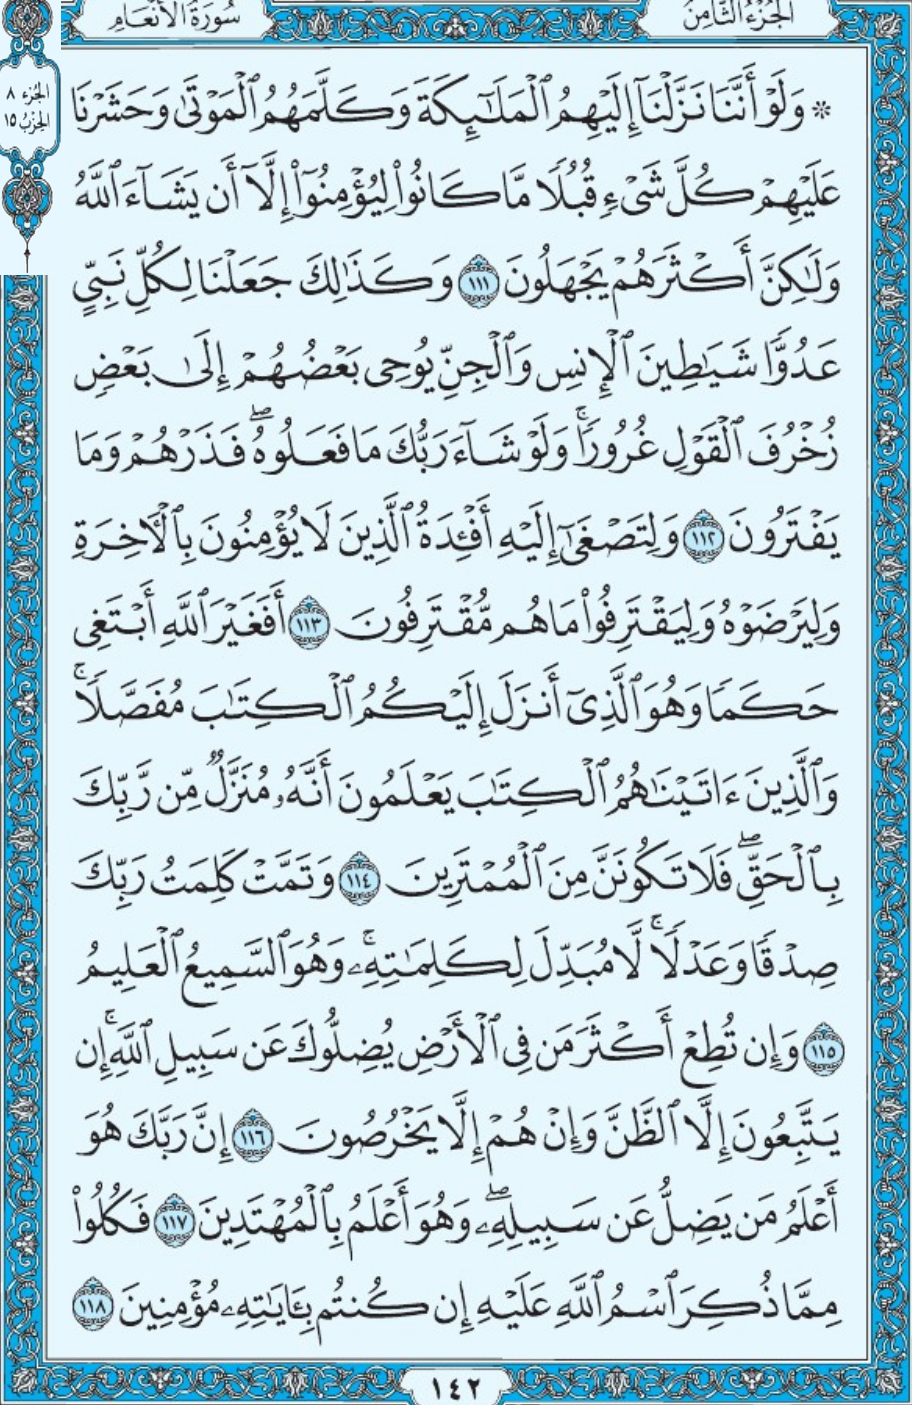 الجُزْءُ الثَّامِنُ
سُورَةُ الأَنْعَامِ
الجزء ٨
الحِزْبُ ١٥
۞ وَلَوْ أَنَّنَا نَزَّلْنَآ إِلَيْهِمُ ٱلْمَلَٰٓئِكَةَ وَكَلَّمَهُمُ ٱلْمَوْتَىٰ وَحَشَرْنَا
عَلَيْهِمْ كُلَّ شَىْءٍ قُبُلًا مَّا كَانُوا۟ لِيُؤْمِنُوٓا۟ إِلَّآ أَن يَشَآءَ ٱللَّهُ
وَلَٰكِنَّ أَكْثَرَهُمْ يَجْهَلُونَ ١١١ وَكَذَٰلِكَ جَعَلْنَا لِكُلِّ نَبِىٍّ
عَدُوًّا شَيَٰطِينَ ٱلْإِنسِ وَٱلْجِنِّ يُوحِى بَعْضُهُمْ إِلَىٰ بَعْضٍ
زُخْرُفَ ٱلْقَوْلِ غُرُورًا ۚ وَلَوْ شَآءَ رَبُّكَ مَا فَعَلُوهُ ۖ فَذَرْهُمْ وَمَا
يَفْتَرُونَ ١١٢ وَلِتَصْغَىٰٓ إِلَيْهِ أَفْـِٔدَةُ ٱلَّذِينَ لَا يُؤْمِنُونَ بِٱلْءَاخِرَةِ
وَلِيَرْضَوْهُ وَلِيَقْتَرِفُوا۟ مَا هُم مُّقْتَرِفُونَ ١١٣ أَفَغَيْرَ ٱللَّهِ أَبْتَغِى
حَكَمًا وَهُوَ ٱلَّذِىٓ أَنزَلَ إِلَيْكُمُ ٱلْكِتَٰبَ مُفَصَّلًا ۚ
وَٱلَّذِينَ ءَاتَيْنَٰهُمُ ٱلْكِتَٰبَ يَعْلَمُونَ أَنَّهُۥ مُنَزَّلٌ مِّن رَّبِّكَ
بِٱلْحَقِّ ۖ فَلَا تَكُونَنَّ مِنَ ٱلْمُمْتَرِينَ ١١٤ وَتَمَّتْ كَلِمَتُ رَبِّكَ
صِدْقًا وَعَدْلًا ۚ لَّا مُبَدِّلَ لِكَلِمَٰتِهِۦ ۚ وَهُوَ ٱلسَّمِيعُ ٱلْعَلِيمُ
١١٥ وَإِن تُطِعْ أَكْثَرَ مَن فِى ٱلْأَرْضِ يُضِلُّوكَ عَن سَبِيلِ ٱللَّهِ ۚ إِن
يَتَّبِعُونَ إِلَّا ٱلظَّنَّ وَإِنْ هُمْ إِلَّا يَخْرُصُونَ ١١٦ إِنَّ رَبَّكَ هُوَ
أَعْلَمُ مَن يَضِلُّ عَن سَبِيلِهِۦ ۖ وَهُوَ أَعْلَمُ بِٱلْمُهْتَدِينَ ١١٧ فَكُلُوا۟
مِمَّا ذُكِرَ ٱسْمُ ٱللَّهِ عَلَيْهِ إِن كُنتُم بِـَٔايَٰتِهِۦ مُؤْمِنِينَ ١١٨
١٤٢